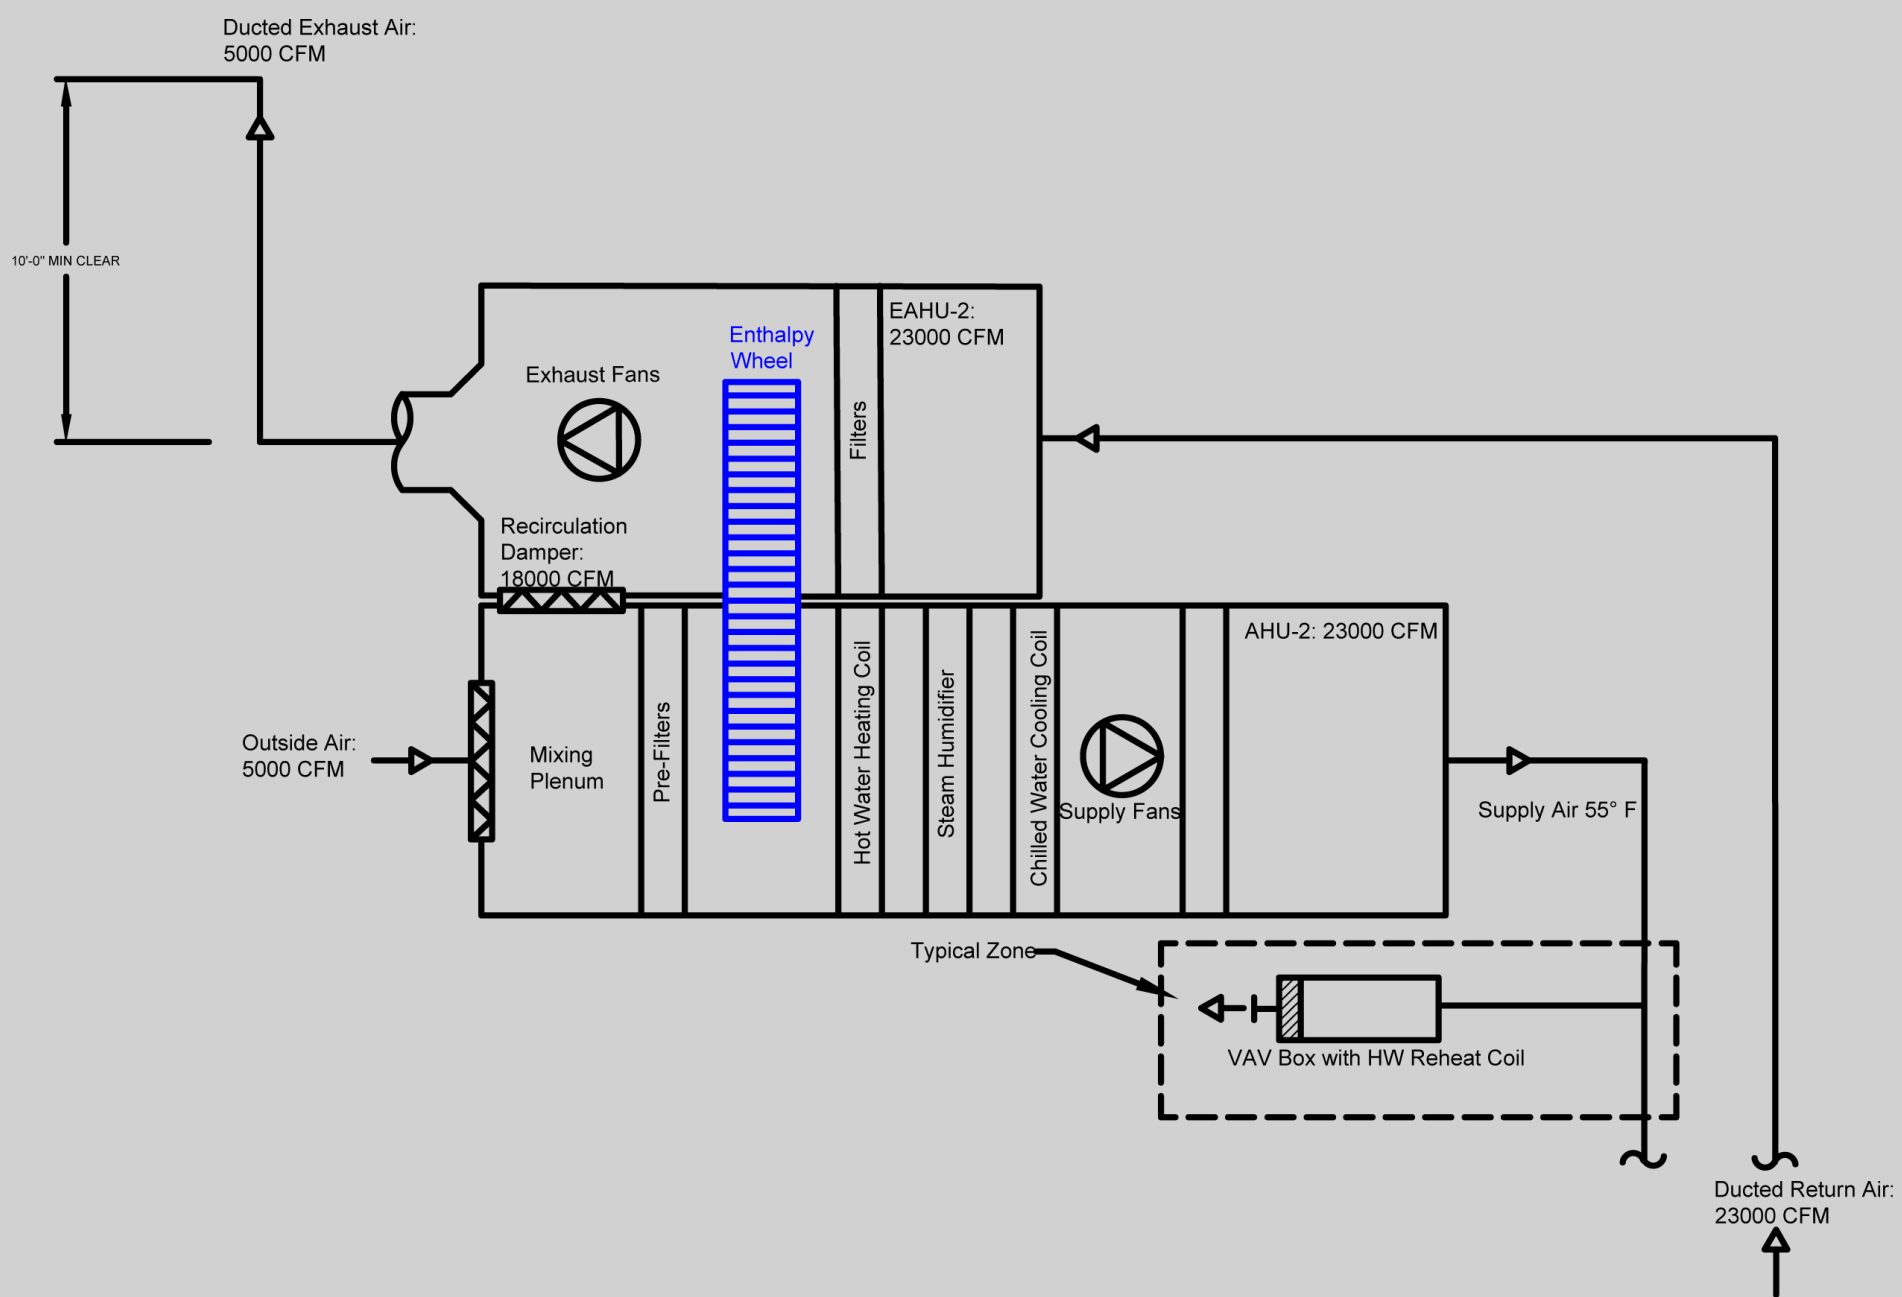 Ducted Exhaust Air:
5000 CFM
10'-0" MIN CLEAR
EAHU-2:
23000 CFM
Enthalpy
Wheel
Exhaust Fans
Filters
Recirculation
Damper:
18000 CFM
AHU-2: 23000 CFM
Outside Air:
5000 CFM
Mixing
Plenum
Pre-Filters
Hot Water Heating Coil
Steam Humidifier
Chilled Water Cooling Coil
Supply Fans
Supply Air 55° F
Typical Zone
VAV Box with HW Reheat Coil
Ducted Return Air:
23000 CFM